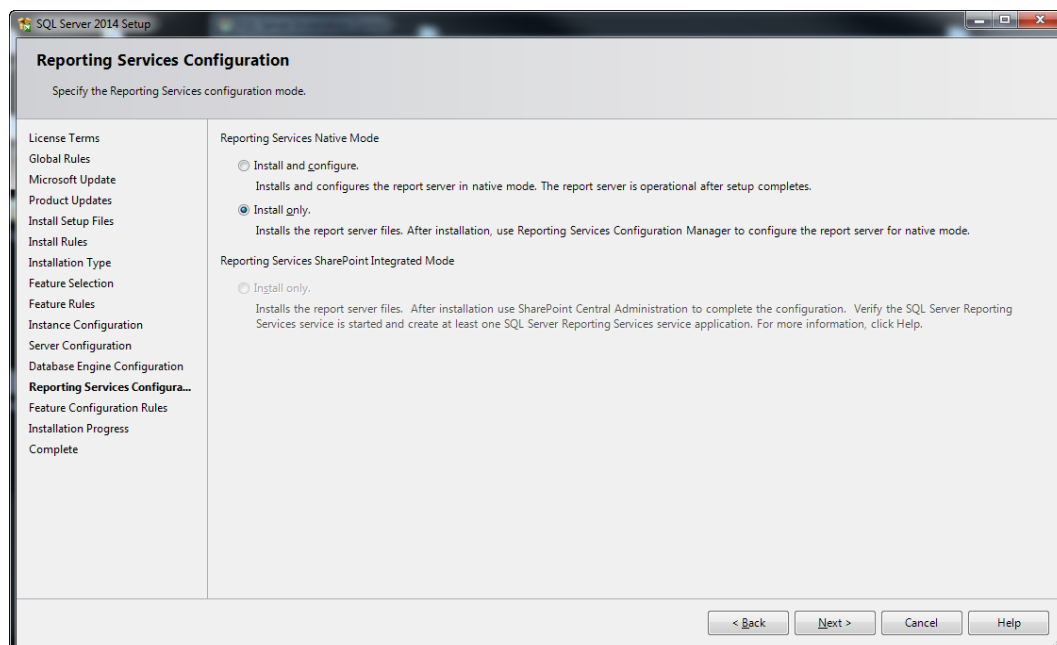 SQL Server 2014 Setup
Reporting Services Configuration
Specify the Reporting Services configuration mode.
License Terms
Global Rules
Microsoft Update
Product Updates
Install Setup Files
Install Rules
Installation Type
Feature Selection
Feature Rules
Instance Configuration
Server Configuration
Database Engine Configuration
Reporting Services Configura...
Feature Configuration Rules
Installation Progress
Complete
Reporting Services Native Mode
Install and configure.
Installs and configures the report server in native mode. The report server is operational after setup completes.
Install only.
Installs the report server files. After installation, use Reporting Services Configuration Manager to configure the report server for native mode.
Reporting Services SharePoint Integrated Mode
Install only.
Installs the report server files.  After installation use SharePoint Central Administration to complete the configuration.  Verify the SQL Server Reporting
Services service is started and create at least one SQL Server Reporting Services service application. For more information, click Help.
< Back
Next >
Cancel
Help